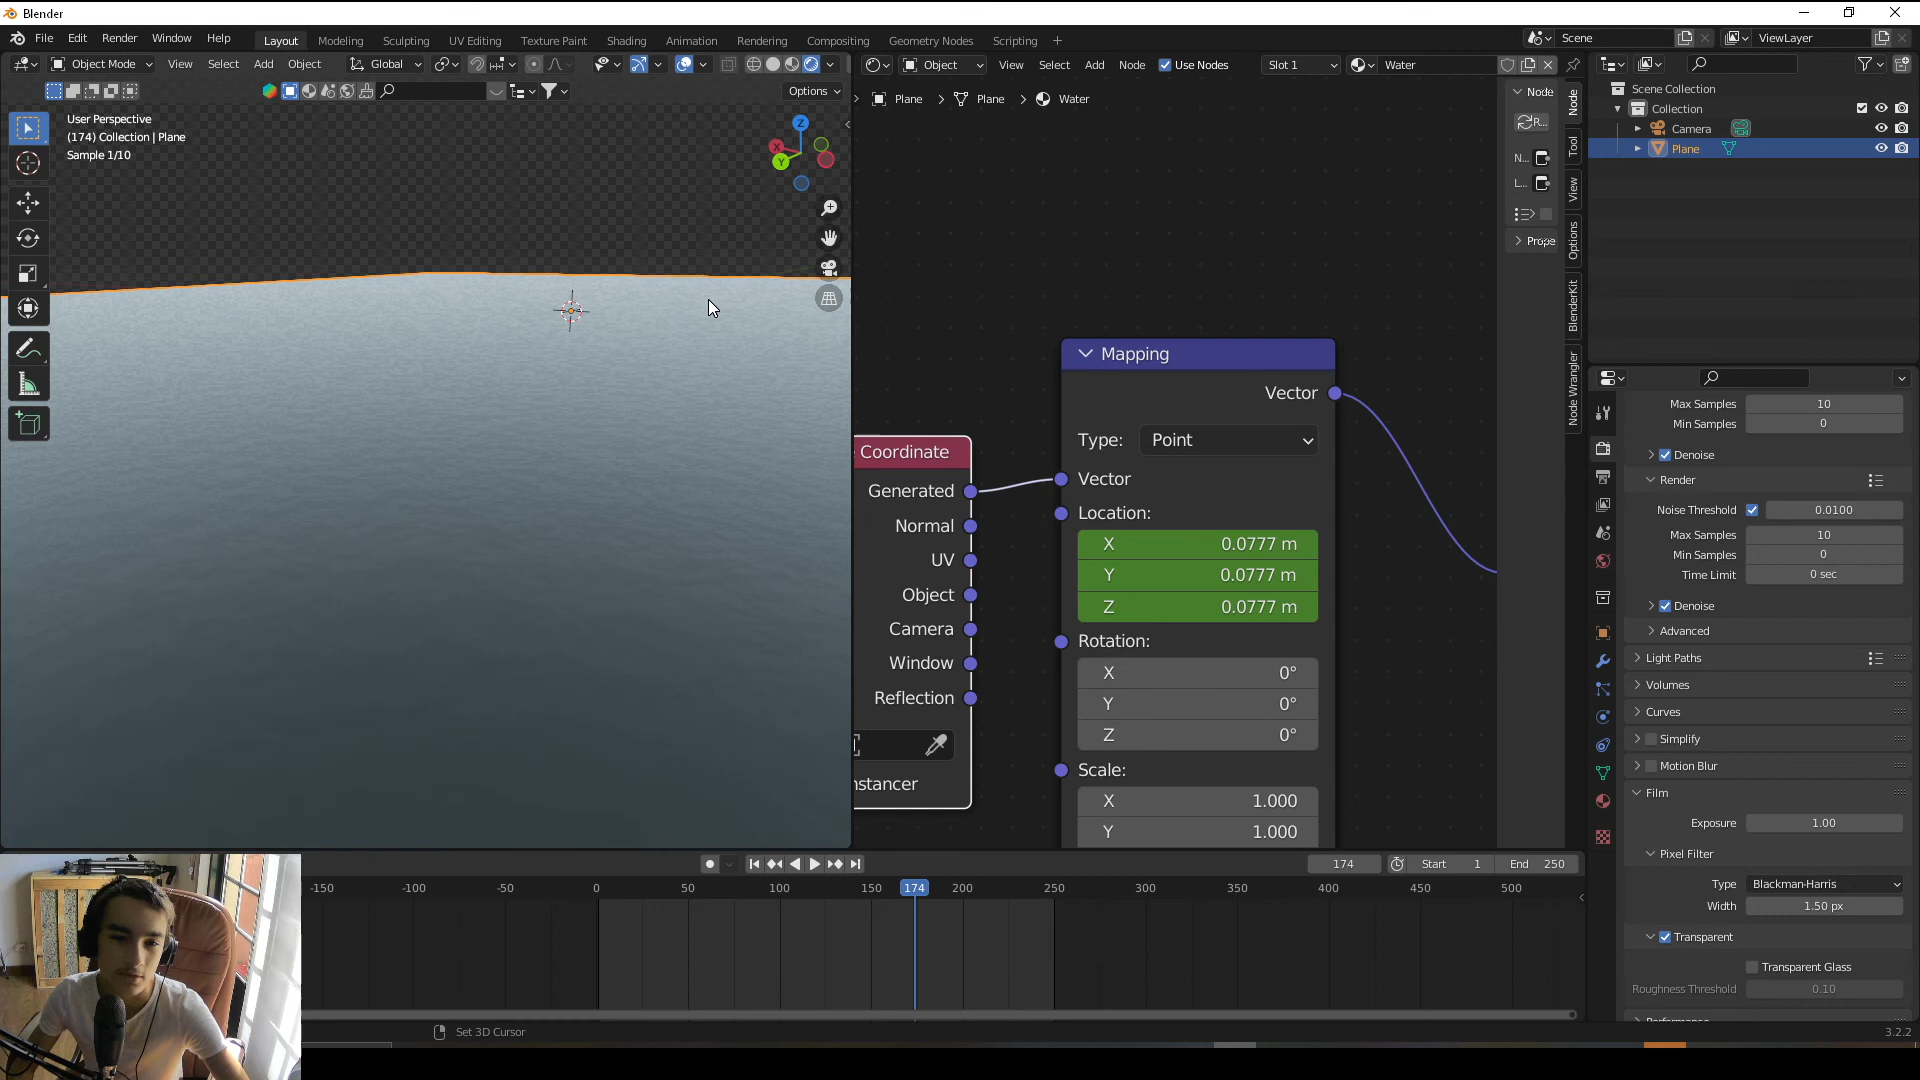 Blender
File Edit Render Window Help
Layout Modeling Sculpting UV Editing Texture Paint Shading Animation Rendering Compositing Geometry Nodes Scripting +
Scene
ViewLayer
Object Mode View Select Add Object Global
Object View Select Add Node Use Nodes Slot 1 Water
Options
Plane Plane Water
User Perspective
(174) Collection | Plane
Sample 1/10
Z
X
Y
Node
R...
N...
L...
Prope
Node
Tool
View
Options
BlenderKit
Node Wrangler
Scene Collection
Collection
Camera
Plane
Coordinate
Generated
Normal
UV
Object
Camera
Window
Reflection
nstancer
Mapping
Vector
Type: Point
Vector
Location:
X 0.0777 m
Y 0.0777 m
Z 0.0777 m
Rotation:
X 0°
Y 0°
Z 0°
Scale:
X 1.000
Y 1.000
Max Samples 10
Min Samples 0
Denoise
Render
Noise Threshold 0.0100
Max Samples 10
Min Samples 0
Time Limit 0 sec
Denoise
Advanced
Light Paths
Volumes
Curves
Simplify
Motion Blur
Film
Exposure 1.00
Pixel Filter
Type Blackman-Harris
Width 1.50 px
Transparent
Transparent Glass
Roughness Threshold 0.10
174 Start 1 End 250
-150 -100 -50 0 50 100 150 174 200 250 300 350 400 450 500
Set 3D Cursor
3.2.2